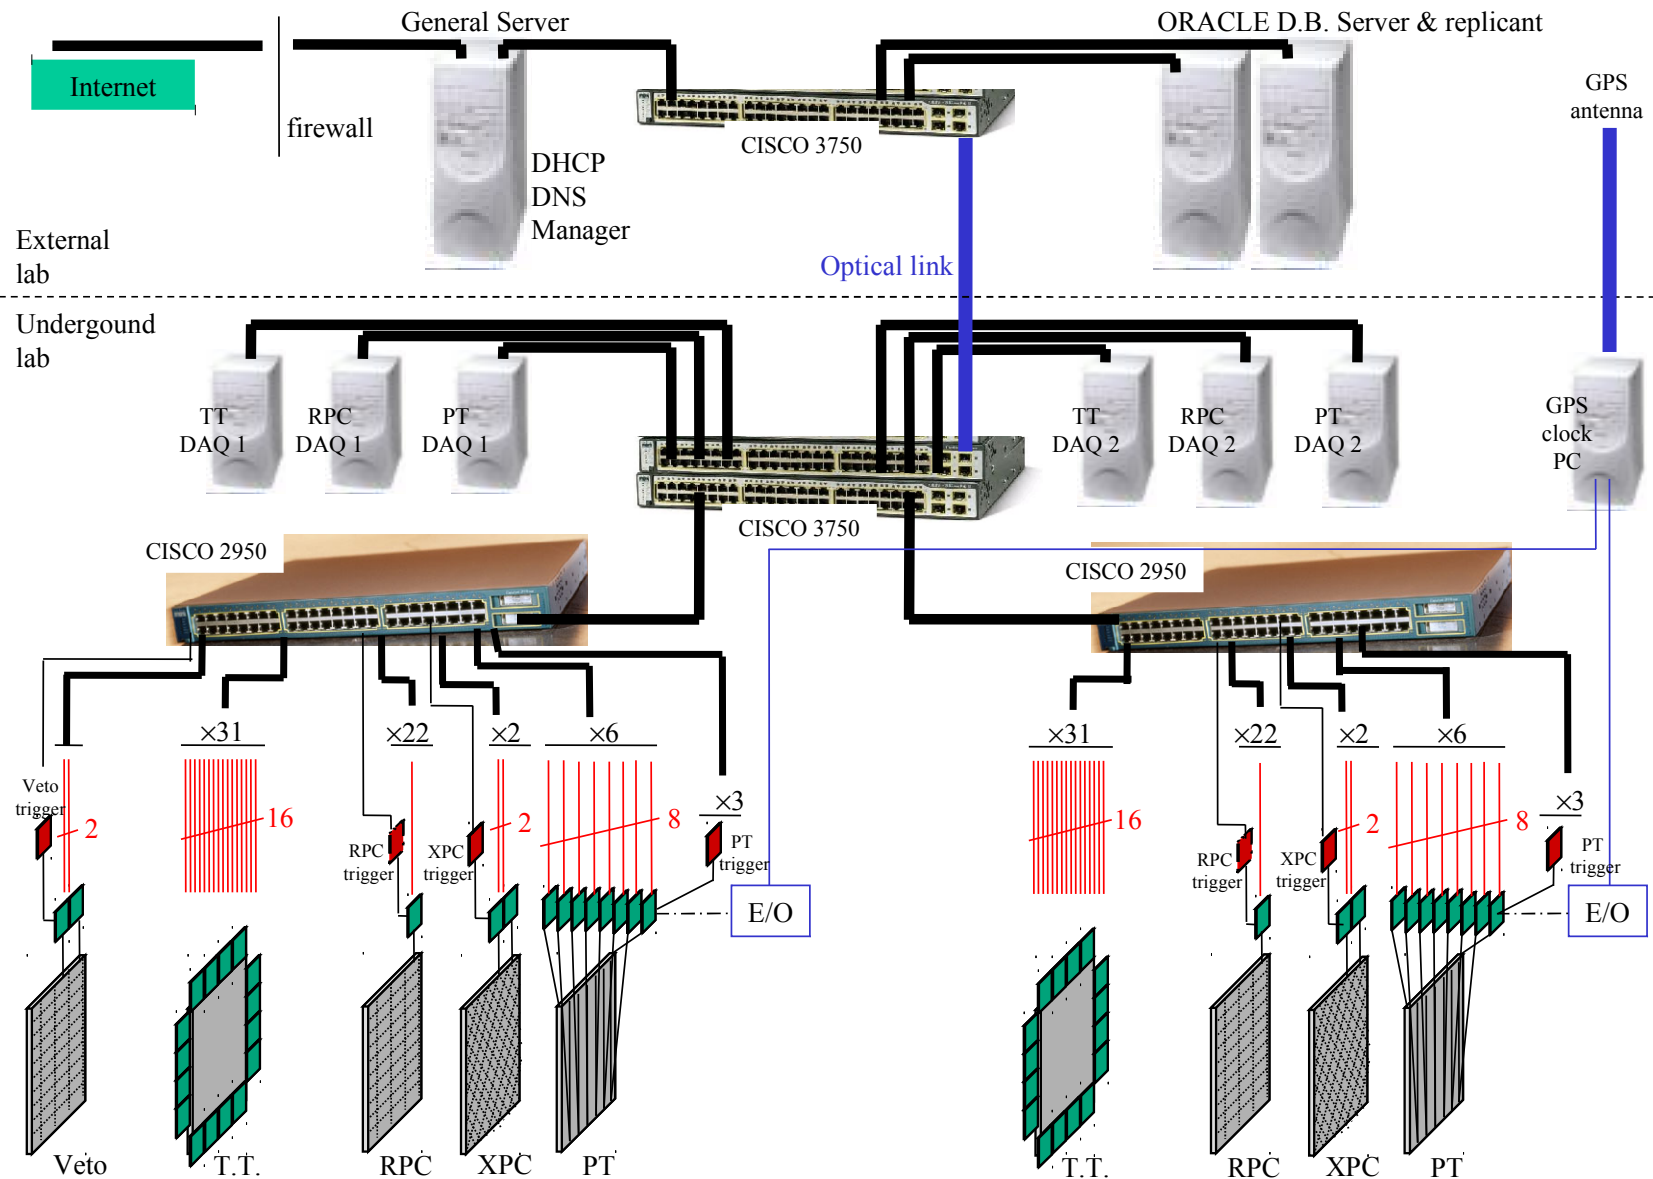 General Server
ORACLE D.B. Server & replicant
Internet
firewall
CISCO 3750
GPS
antenna
DHCP
DNS
Manager
External
lab
Optical link
Undergound
lab
TT
DAQ 1
RPC
DAQ 1
PT
DAQ 1
TT
DAQ 2
RPC
DAQ 2
PT
DAQ 2
GPS
clock
PC
CISCO 3750
CISCO 2950
CISCO 2950
×31
×22
×2
×6
×3
×31
×22
×2
×6
×3
Veto
trigger
2
16
RPC
trigger
XPC
trigger
2
8
PT
trigger
16
RPC
trigger
XPC
trigger
2
8
PT
trigger
E/O
E/O
Veto
T.T.
RPC
XPC
PT
T.T.
RPC
XPC
PT